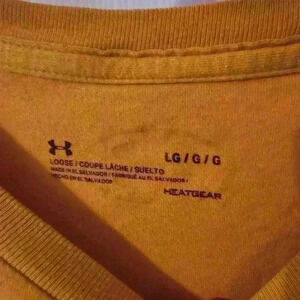 LG / G / G
LOOSE / COUPE LÂCHE / SUELTO
MADE IN EL SALVADOR / FABRIQUÉ AU EL SALVADOR /
HECHO EN EL SALVADOR
HEATGEAR